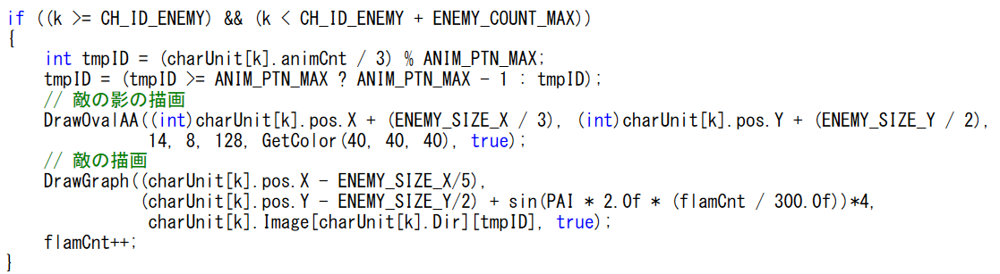 if ((k >= CH_ID_ENEMY) && (k < CH_ID_ENEMY + ENEMY_COUNT_MAX))
{
    int tmpID = (charUnit[k].animCnt / 3) % ANIM_PTN_MAX;
    tmpID = (tmpID >= ANIM_PTN_MAX ? ANIM_PTN_MAX - 1 : tmpID);
    // 敵の影の描画
    DrawOvalAA((int)charUnit[k].pos.X + (ENEMY_SIZE_X / 3), (int)charUnit[k].pos.Y + (ENEMY_SIZE_Y / 2),
               14, 8, 128, GetColor(40, 40, 40), true);
    // 敵の描画
    DrawGraph((charUnit[k].pos.X - ENEMY_SIZE_X/5),
              (charUnit[k].pos.Y - ENEMY_SIZE_Y/2) + sin(PAI * 2.0f * (flamCnt / 300.0f))*4,
               charUnit[k].Image[charUnit[k].Dir][tmpID], true);
    flamCnt++;
}